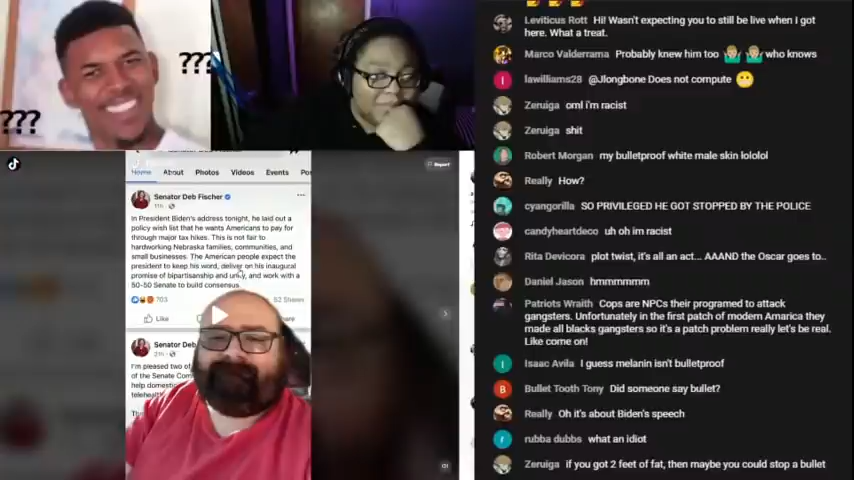 ???
???
Report
Home About Photos Videos Events
Senator Deb Fischer
11h
In President Biden's address tonight, he laid out a
policy wish list that he wants Americans to pay for
through major tax hikes. This is not fair to
hardworking Nebraska families, communities, and
small businesses. The American people expect the
president to keep his word, deliver on his inaugural
promise of bipartisanship and unity, and work with a
50-50 Senate to build consensus.
703 52 Shares
Like
Senator Deb
21h
I'm pleased two of
of the Senate Com
help domestic
telehealth
Leviticus Rott Hi! Wasn't expecting you to still be live when I got
here. What a treat.
Marco Valderrama Probably knew him too 🤷🏼‍♂️ 🤷🏼‍♂️ who knows
lawilliams28 @Jlongbone Does not compute 😬
Zeruiga oml i'm racist
Zeruiga shit
Robert Morgan my bulletproof white male skin lololol
Really How?
cyangorilla SO PRIVILEGED HE GOT STOPPED BY THE POLICE
candyheartdeco uh oh im racist
Rita Devicora plot twist, it's all an act... AAAND the Oscar goes to..
Daniel Jason hmmmmmm
Patriots Wraith Cops are NPCs their programed to attack
gangsters. Unfortunately in the first patch of modern Amarica they
made all blacks gangsters so it's a patch problem really let's be real.
Like come on!
Isaac Avila I guess melanin isn't bulletproof
Bullet Tooth Tony Did someone say bullet?
Really Oh it's about Biden's speech
rubba dubbs what an idiot
Zeruiga if you got 2 feet of fat, then maybe you could stop a bullet